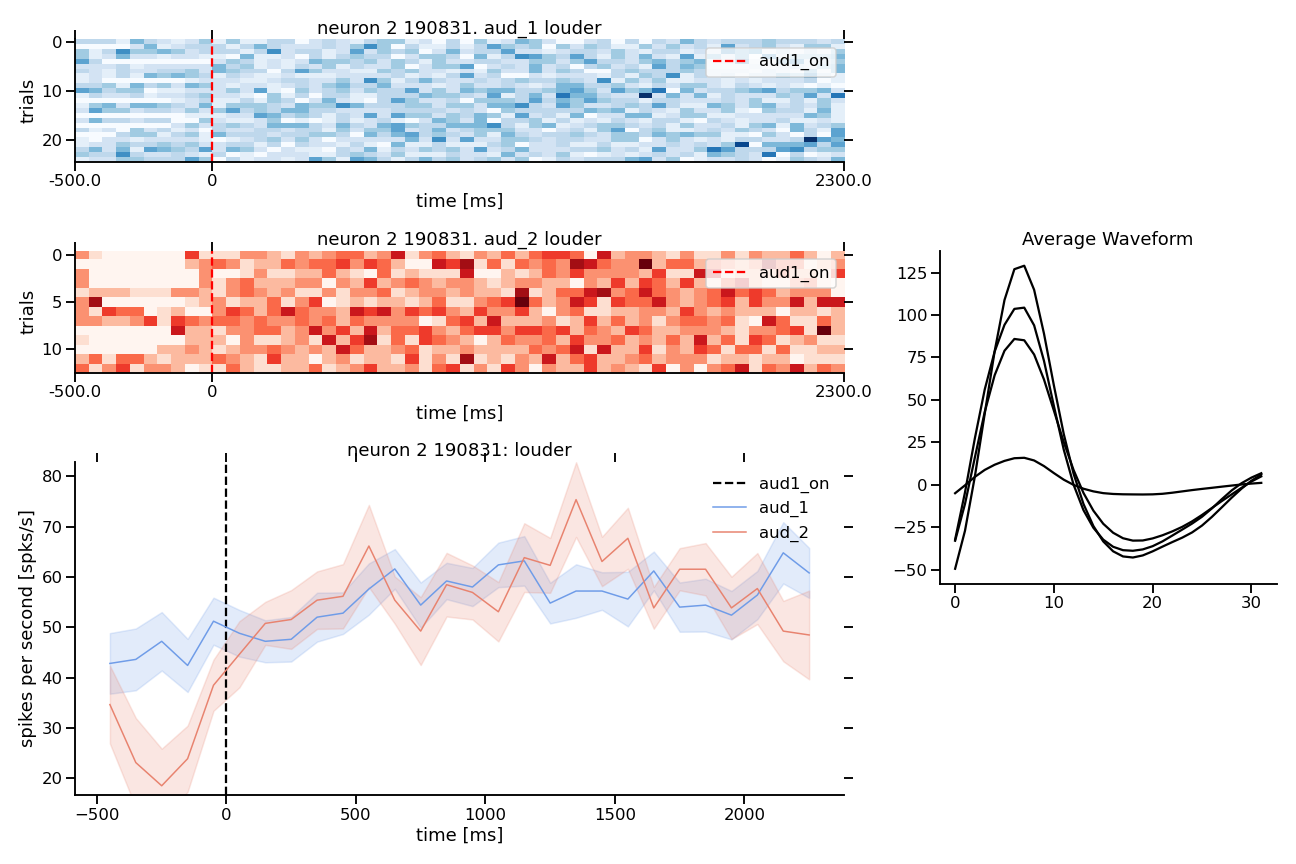 neuron 2 190831. aud_1 louder
0
10
20
trials
aud1_on
-500.0 0 2300.0
time [ms]
neuron 2 190831. aud_2 louder
0
5
10
trials
aud1_on
-500.0 0 2300.0
time [ms]
neuron 2 190831: louder
80
70
60
50
40
30
20
spikes per second [spks/s]
aud1_on
aud_1
aud_2
−500 0 500 1000 1500 2000
time [ms]
Average Waveform
125
100
75
50
25
0
−25
−50
0 10 20 30